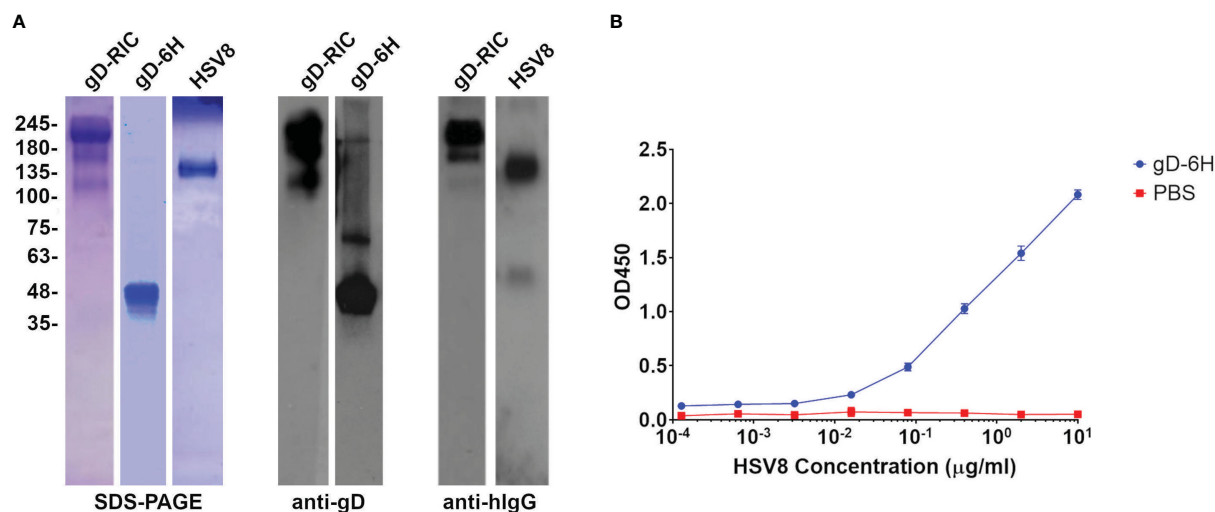 A
gD-RIC gD-6H HSV8
gD-RIC gD-6H
gD-RIC HSV8
245-
180-
135-
100-
75-
63-
48-
35-
SDS-PAGE
anti-gD
anti-hIgG
B
OD450
2.5
2.0
1.5
1.0
0.5
0.0
10-4 10-3 10-2 10-1 100 101
HSV8 Concentration (μg/ml)
gD-6H
PBS